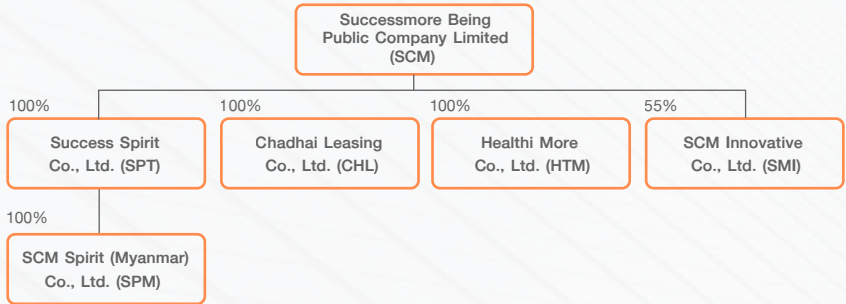 Successmore Being
Public Company Limited
(SCM)
100%
100%
100%
55%
Success Spirit
Co., Ltd. (SPT)
Chadhai Leasing
Co., Ltd. (CHL)
Healthi More
Co., Ltd. (HTM)
SCM Innovative
Co., Ltd. (SMI)
100%
SCM Spirit (Myanmar)
Co., Ltd. (SPM)